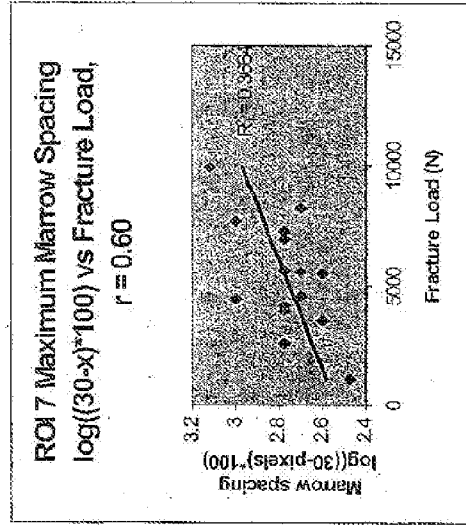 ROI 7 Maximum Marrow Spacing
log((30-x)*100) vs Fracture Load,
r = 0.60
Marrow spacing
log((30-pixels)*100)
3.2
3
2.8
2.6
2.4
0
5000
10000
15000
Fracture Load (N)